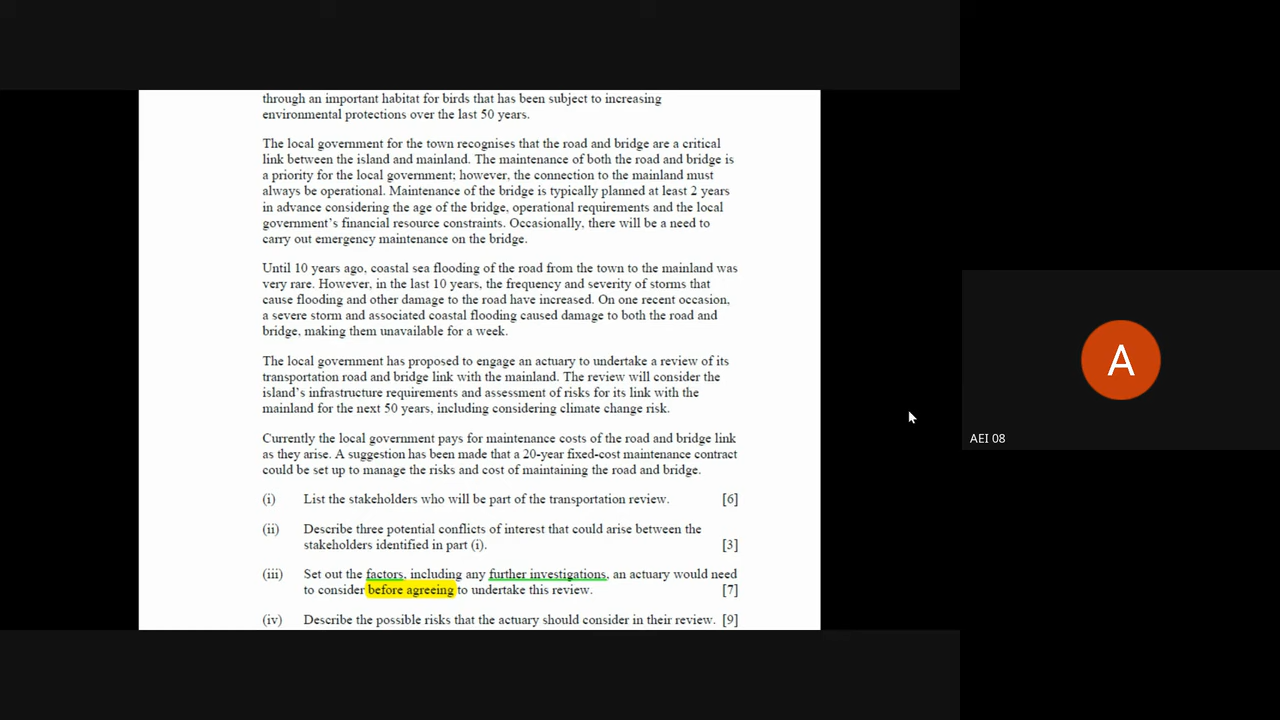 through an important habitat for birds that has been subject to increasing
environmental protections over the last 50 years.
The local government for the town recognises that the road and bridge are a critical
link between the island and mainland. The maintenance of both the road and bridge is
a priority for the local government; however, the connection to the mainland must
always be operational. Maintenance of the bridge is typically planned at least 2 years
in advance considering the age of the bridge, operational requirements and the local
government's financial resource constraints. Occasionally, there will be a need to
carry out emergency maintenance on the bridge.
Until 10 years ago, coastal sea flooding of the road from the town to the mainland was
very rare. However, in the last 10 years, the frequency and severity of storms that
cause flooding and other damage to the road have increased. On one recent occasion,
a severe storm and associated coastal flooding caused damage to both the road and
bridge, making them unavailable for a week.
The local government has proposed to engage an actuary to undertake a review of its
transportation road and bridge link with the mainland. The review will consider the
island's infrastructure requirements and assessment of risks for its link with the
mainland for the next 50 years, including considering climate change risk.
Currently the local government pays for maintenance costs of the road and bridge link
as they arise. A suggestion has been made that a 20-year fixed-cost maintenance contract
could be set up to manage the risks and cost of maintaining the road and bridge.
(i) List the stakeholders who will be part of the transportation review. [6]
(ii) Describe three potential conflicts of interest that could arise between the
stakeholders identified in part (i). [3]
(iii) Set out the factors, including any further investigations, an actuary would need
to consider before agreeing to undertake this review. [7]
(iv) Describe the possible risks that the actuary should consider in their review. [9]
A
AEI 08